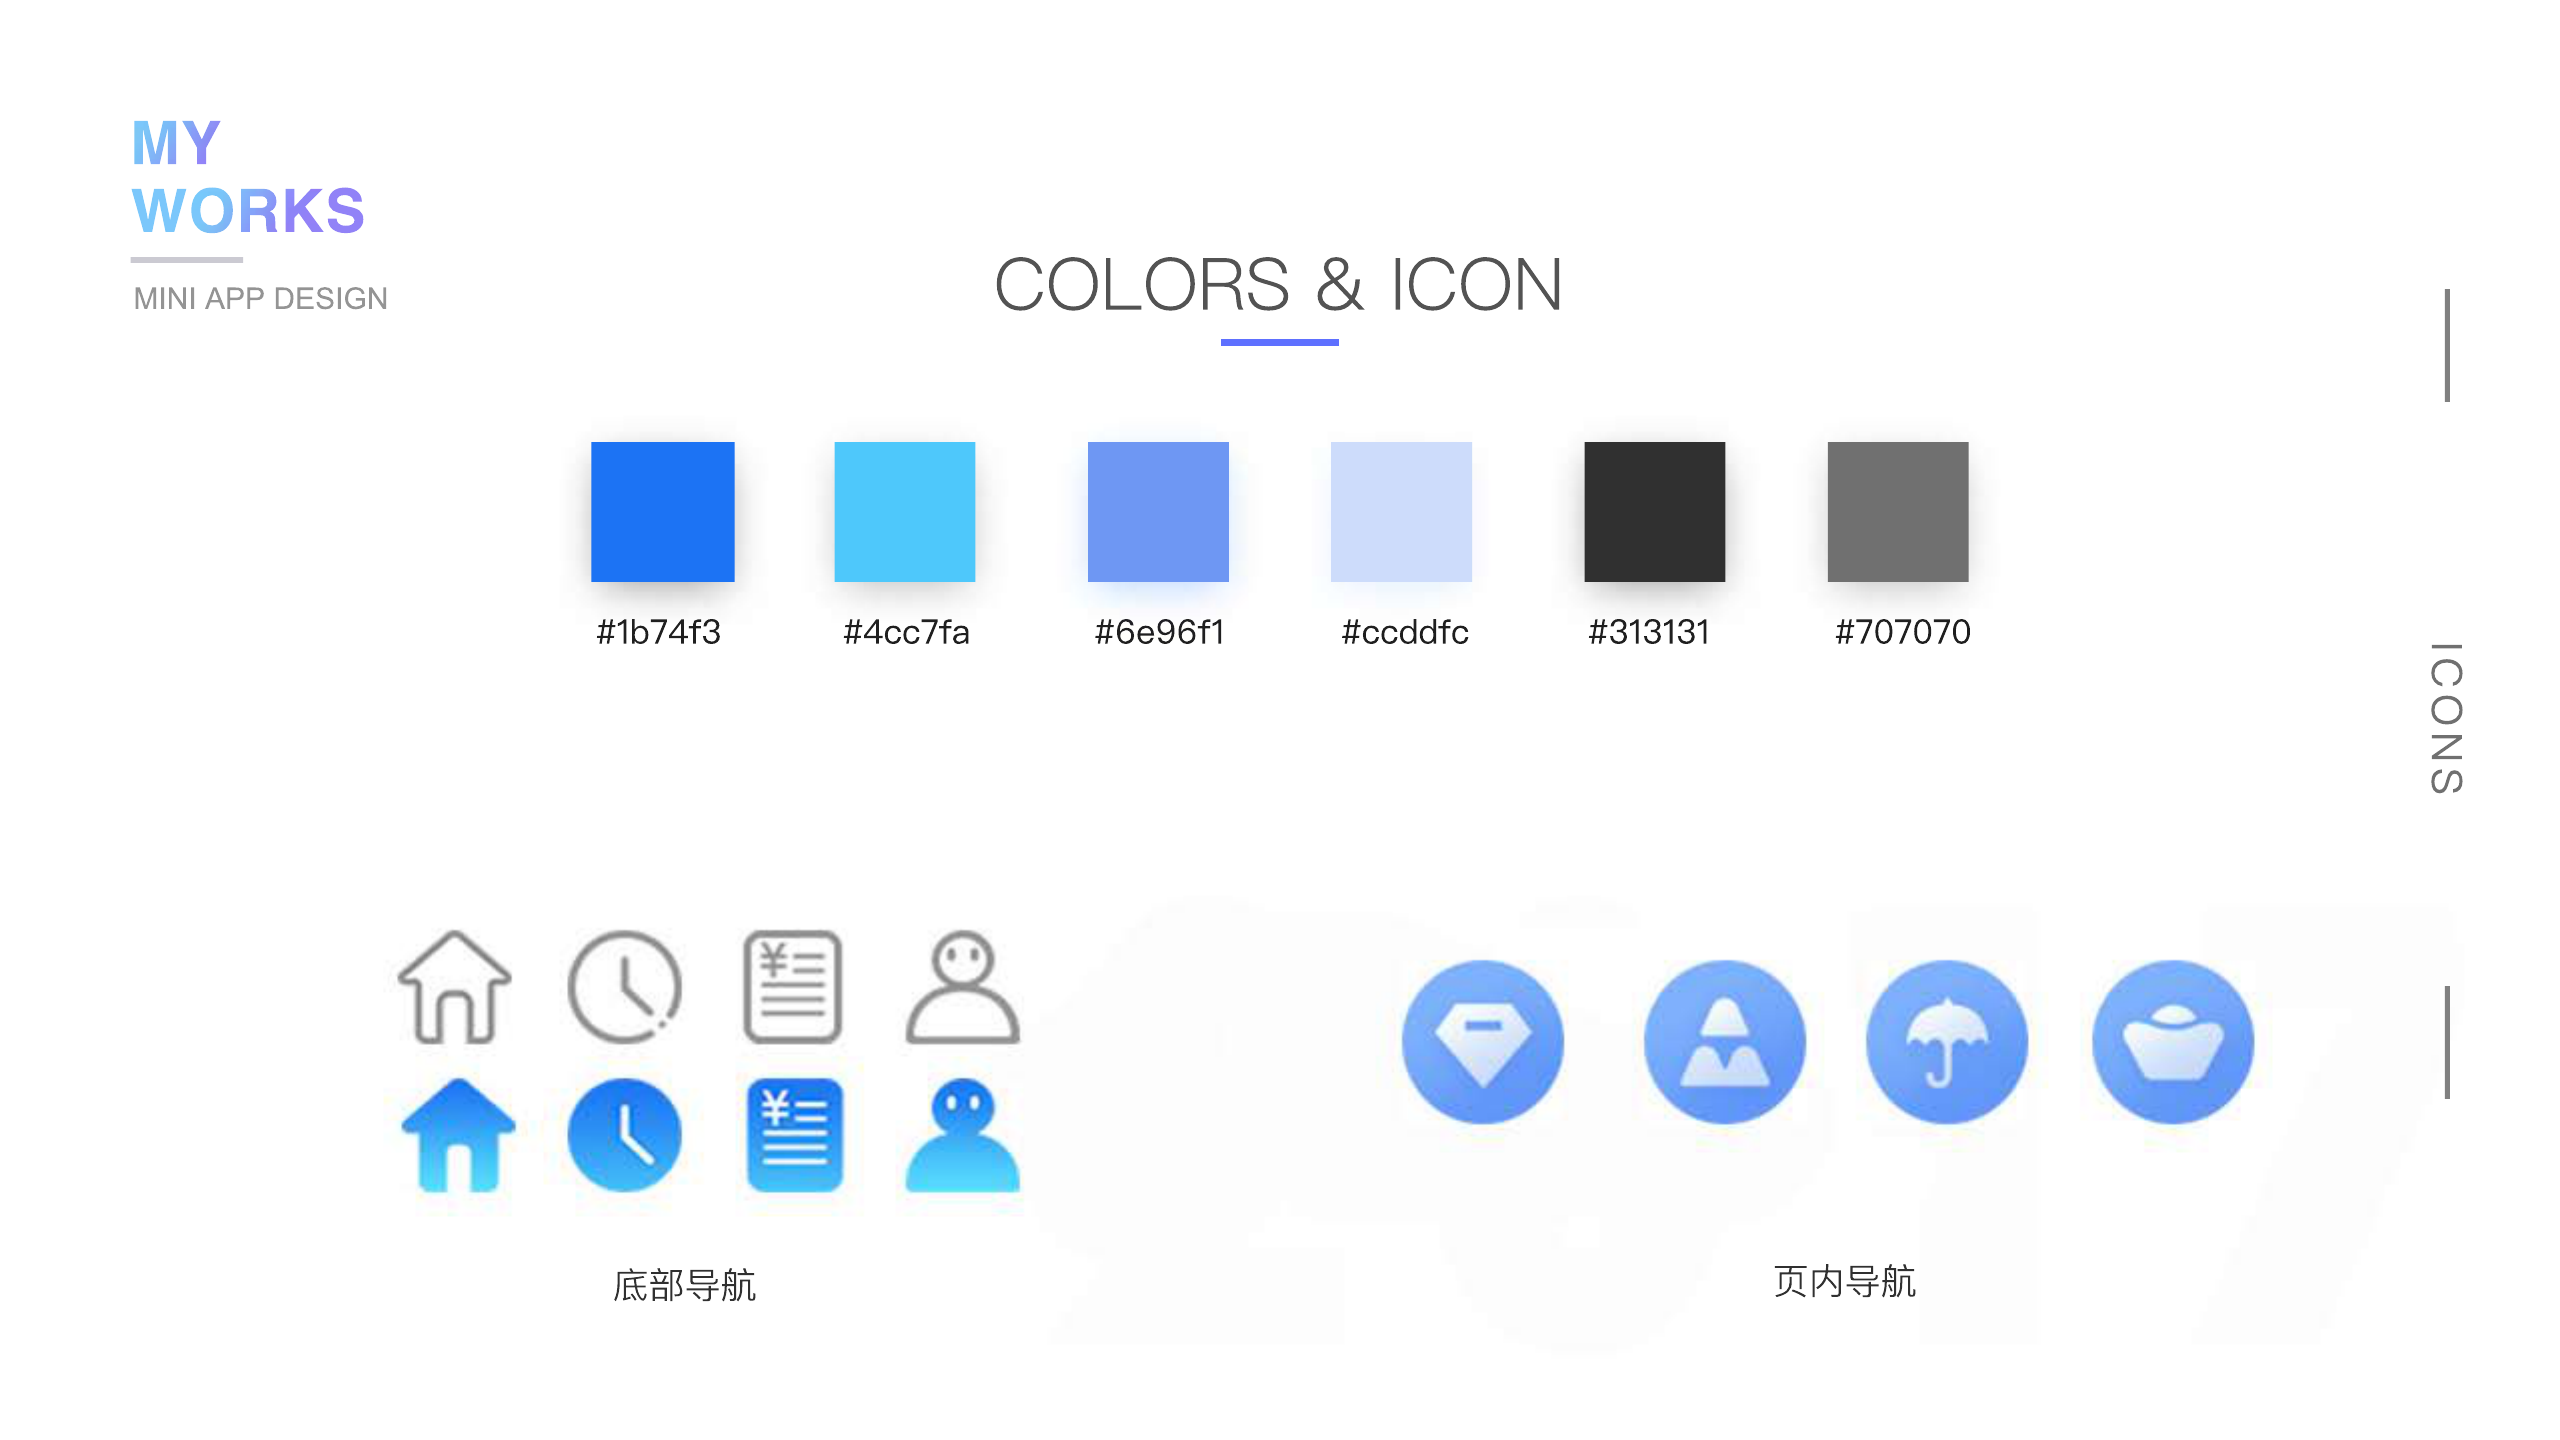 MY
WORKS
MINI APP DESIGN
COLORS & ICON
#1b74f3
#4cc7fa
#6e96f1
#ccddfc
#313131
#707070
ICONS
¥
¥
底部导航
页内导航